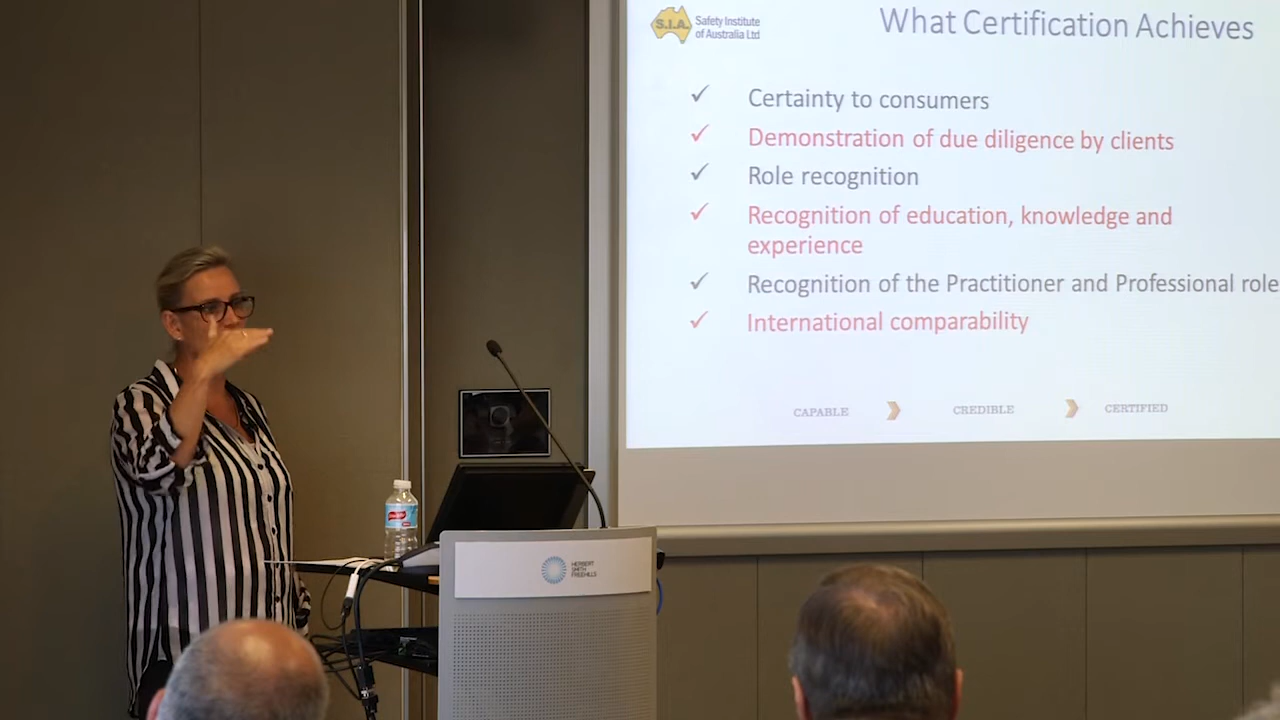 S.I.A.
Safety Institute
of Australia Ltd
What Certification Achieves
Certainty to consumers
Demonstration of due diligence by clients
Role recognition
Recognition of education, knowledge and
experience
Recognition of the Practitioner and Professional role
International comparability
CAPABLE
CREDIBLE
CERTIFIED
HERBERT
SMITH
FREEHILLS